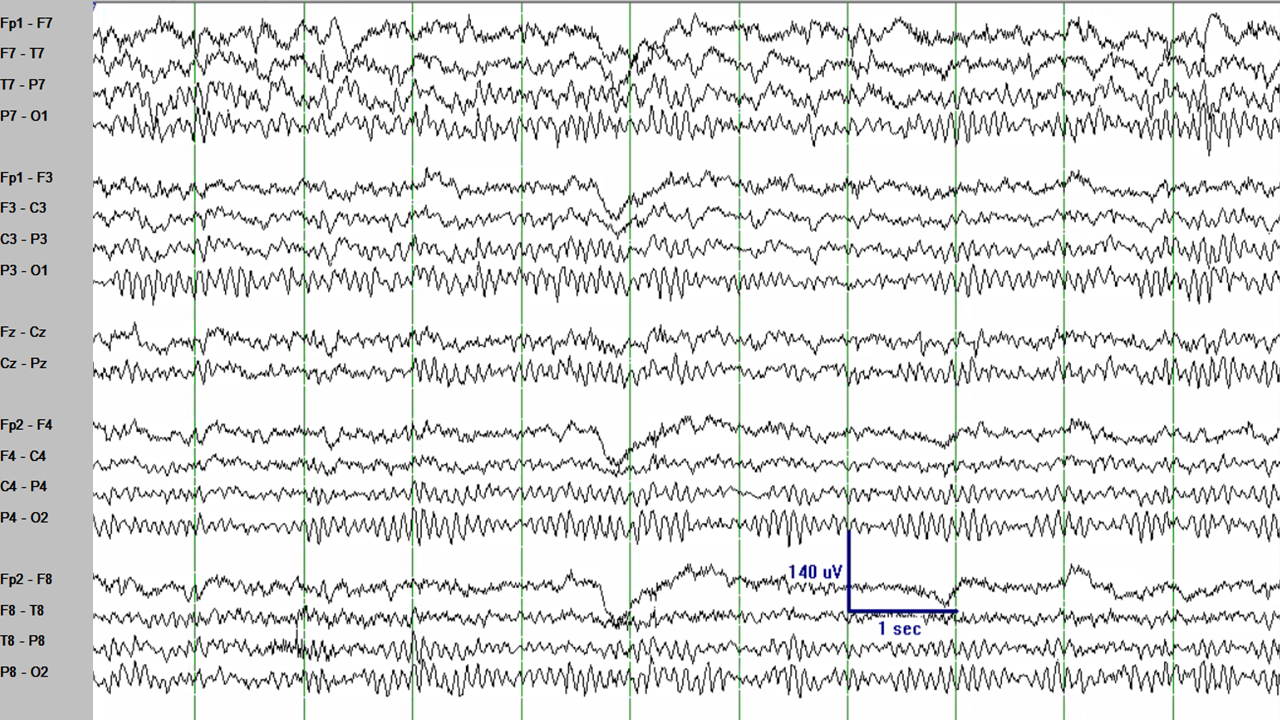 Fp1 - F7
F7 - T7
T7 - P7
P7 - O1
Fp1 - F3
F3 - C3
C3 - P3
P3 - O1
Fz - Cz
Cz - Pz
Fp2 - F4
F4 - C4
C4 - P4
P4 - O2
Fp2 - F8
F8 - T8
T8 - P8
P8 - O2
140 uV
1 sec